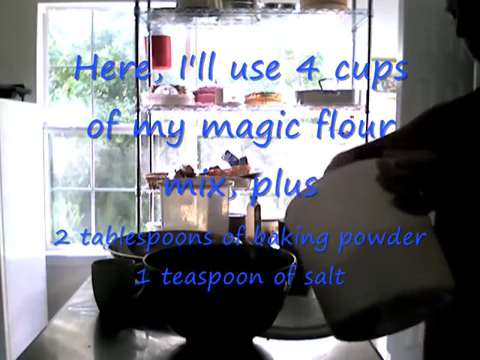 Here, I'll use 4 cups
of my magic flour
mix, plus
2 tablespoons of baking powder
1 teaspoon of salt